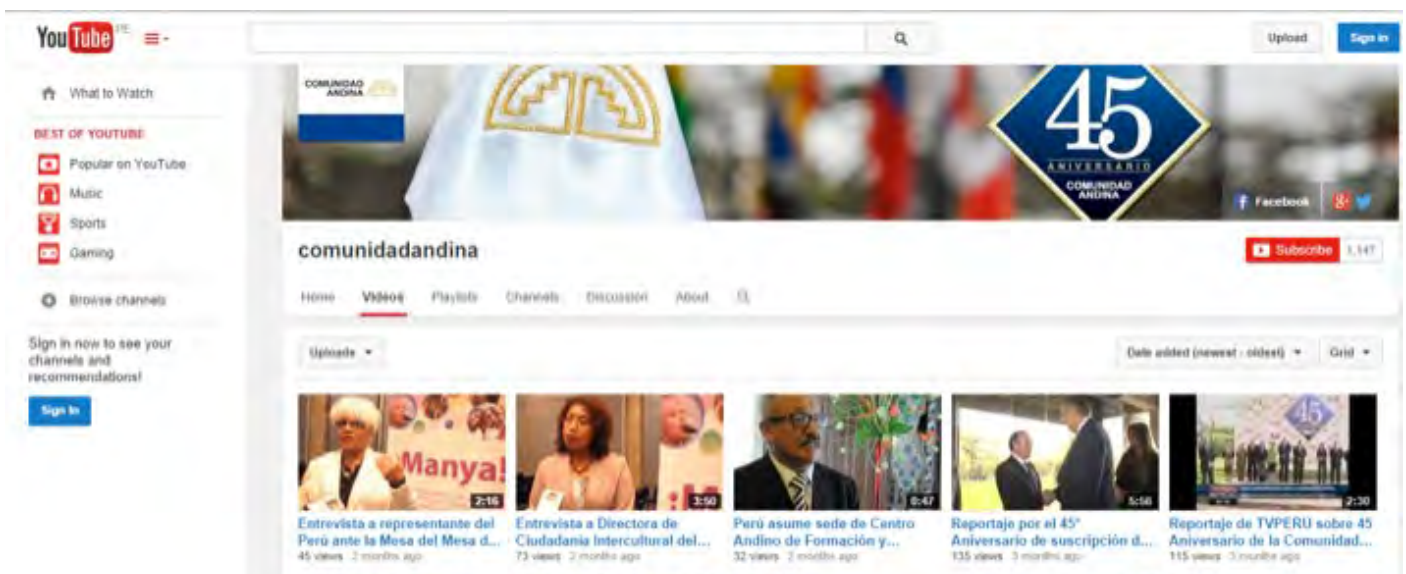 YouTube PE
Upload
Sign in
What to Watch
BEST OF YOUTUBE
Popular on YouTube
Music
Sports
Gaming
Browse channels
Sign in now to see your
channels and
recommendations!
Sign In
COMUNIDAD
ANDINA
45
ANIVERSARIO
COMUNIDAD
ANDINA
Facebook
comunidadandina
Subscribe 1,147
Home Videos Playlists Channels Discussion About
Uploads
Date added (newest - oldest) Grid
Manya!
45
2:16
3:50
0:47
5:56
2:30
Entrevista a representante del
Perú ante la Mesa del Mesa d...
45 views 2 months ago
Entrevista a Directora de
Ciudadanía Intercultural del...
73 views 2 months ago
Perú asume sede de Centro
Andino de Formación y...
32 views 2 months ago
Reportaje por el 45°
Aniversario de suscripción d...
135 views 3 months ago
Reportaje de TVPERU sobre 45
Aniversario de la Comunidad...
115 views 3 months ago